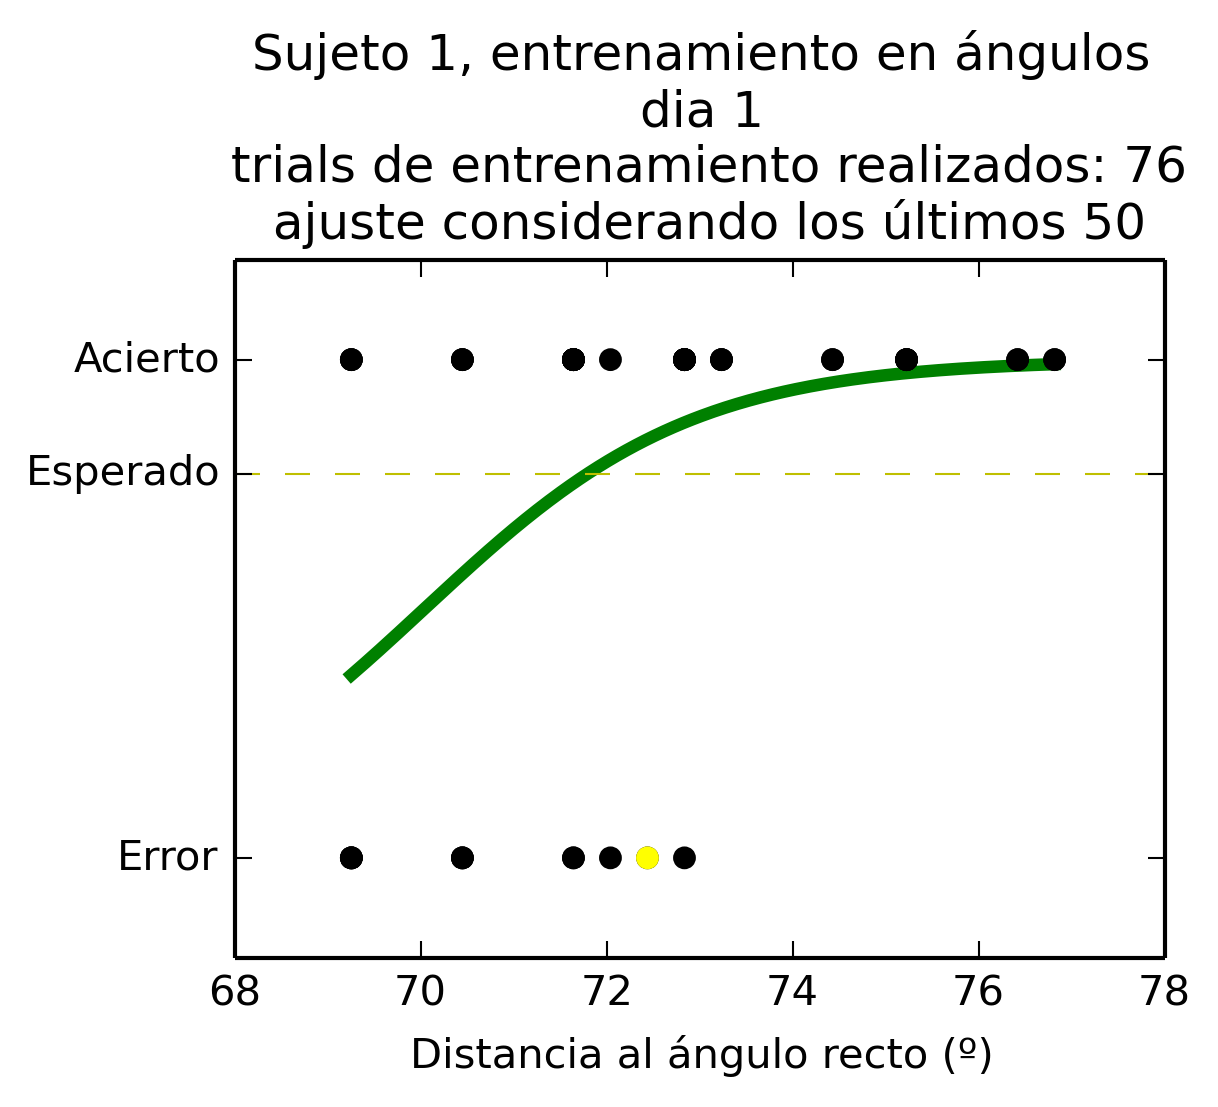 Sujeto 1, entrenamiento en ángulos
dia 1
trials de entrenamiento realizados: 76
ajuste considerando los últimos 50
Acierto
Esperado
Error
68 70 72 74 76 78
Distancia al ángulo recto (º)